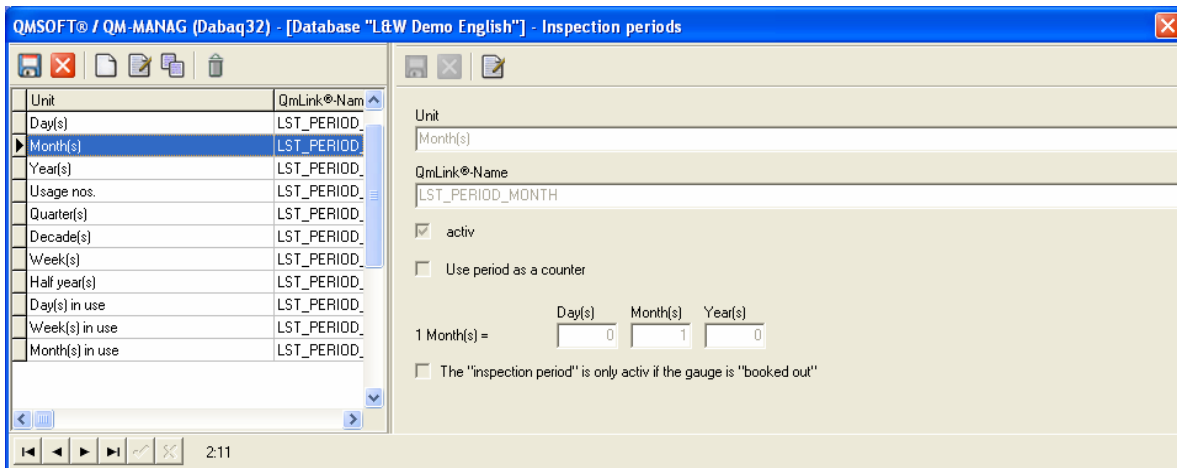 QMSOFT® / QM-MANAG (Dabaq32) - [Database "L&W Demo English"] - Inspection periods
Unit QmLink®-Nam
Day(s) LST_PERIOD_
Month(s) LST_PERIOD_
Year(s) LST_PERIOD_
Usage nos. LST_PERIOD_
Quarter(s) LST_PERIOD_
Decade(s) LST_PERIOD_
Week(s) LST_PERIOD_
Half year(s) LST_PERIOD_
Day(s) in use LST_PERIOD_
Week(s) in use LST_PERIOD_
Month(s) in use LST_PERIOD_
2:11
Unit
Month(s)
QmLink®-Name
LST_PERIOD_MONTH
activ
Use period as a counter
Day(s) Month(s) Year(s)
1 Month(s) = 0 1 0
The "inspection period" is only activ if the gauge is "booked out"